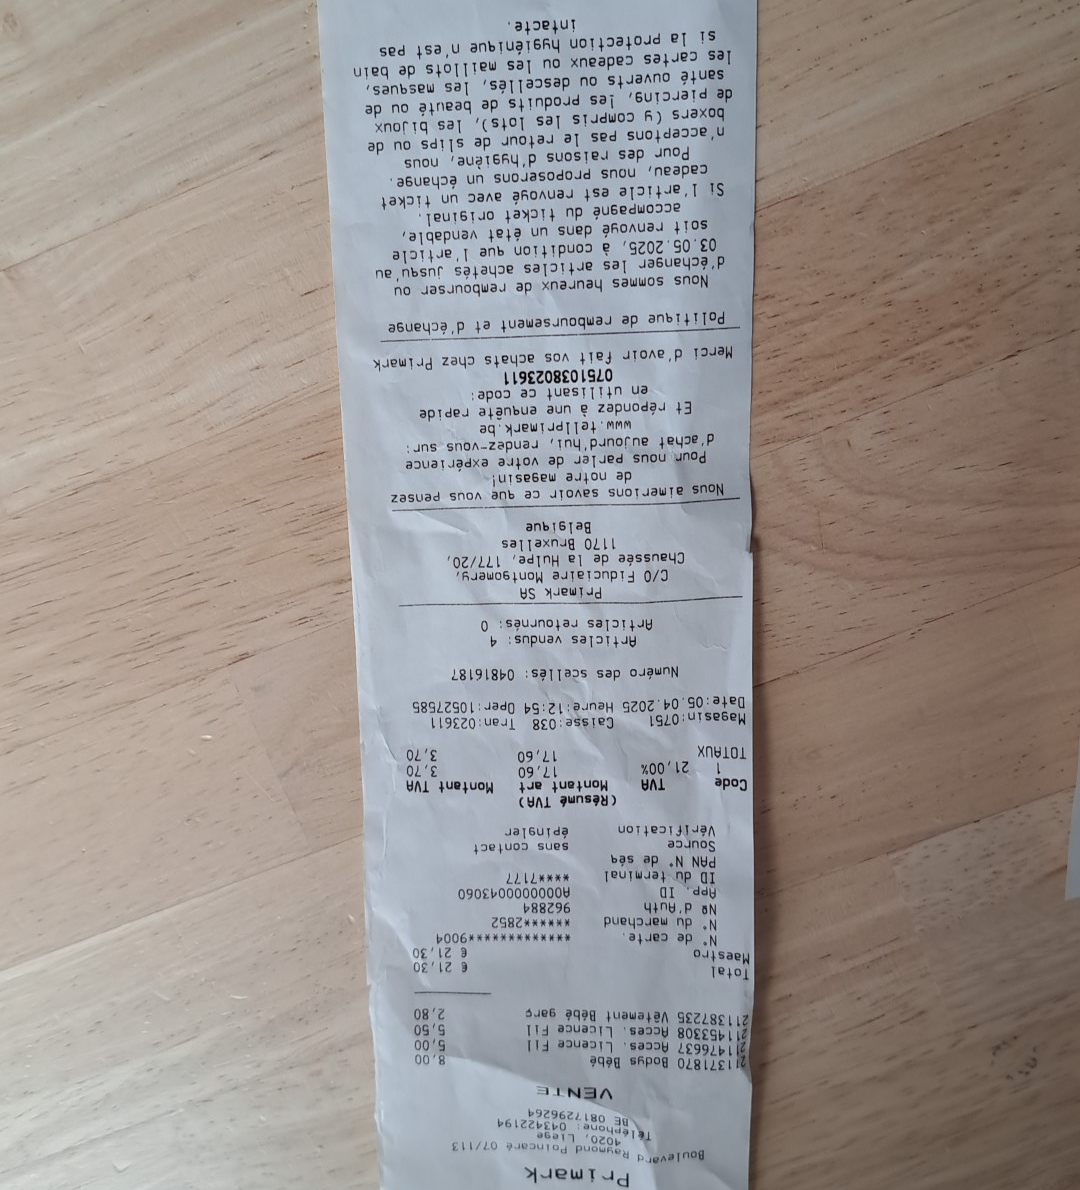 Primark
Boulevard Raymond Poincaré 07/113
4020, Liege
Téléphone: 043422194
BE 0817296264
VENTE
211371870 Bodys Bébé 8,00
211476637 Acces. Licence Fil 5,00
211453308 Acces. Licence Fil 5,50
211387235 Vêtement Bébé garç 2,80
Total € 21,30
Maestro € 21,30
N° de carte. **************9004
N° du marchand ******2852
Nº d'Auth 962884
App. ID A0000000043060
ID du terminal ****7177
PAN N° de séq
Source sans contact
Vérification épingler
(Résumé TVA)
Code TVA Montant art Montant TVA
1 21,00% 17,60 3,70
TOTAUX 17,60 3,70
Magasin:0751 Caisse:038 Tran:023611
Date:05.04.2025 Heure:12:54 Oper:10527585
Numéro des scellés: 04816187
Articles vendus: 4
Articles retournés: 0
Primark SA
C/O Fiduciaire Montgomery,
Chaussée de la Hulpe, 177/20,
1170 Bruxelles
Belgique
Nous aimerions savoir ce que vous pensez
de notre magasin!
Pour nous parler de votre expérience
d'achat aujourd'hui, rendez-vous sur:
www.tellprimark.be
Et répondez à une enquête rapide
en utilisant ce code:
0751038023611
Merci d'avoir fait vos achats chez Primark
Politique de remboursement et d'échange
Nous sommes heureux de rembourser ou
d'échanger les articles achetés jusqu'au
03.05.2025, à condition que l'article
soit renvoyé dans un état vendable,
accompagné du ticket original.
Si l'article est renvoyé avec un ticket
cadeau, nous proposerons un échange.
Pour des raisons d'hygiène, nous
n'acceptons pas le retour de slips ou de
boxers (y compris les lots), les bijoux
de piercing, les produits de beauté ou de
santé ouverts ou descellés, les masques,
les cartes cadeaux ou les maillots de bain
si la protection hygiénique n'est pas
intacte.